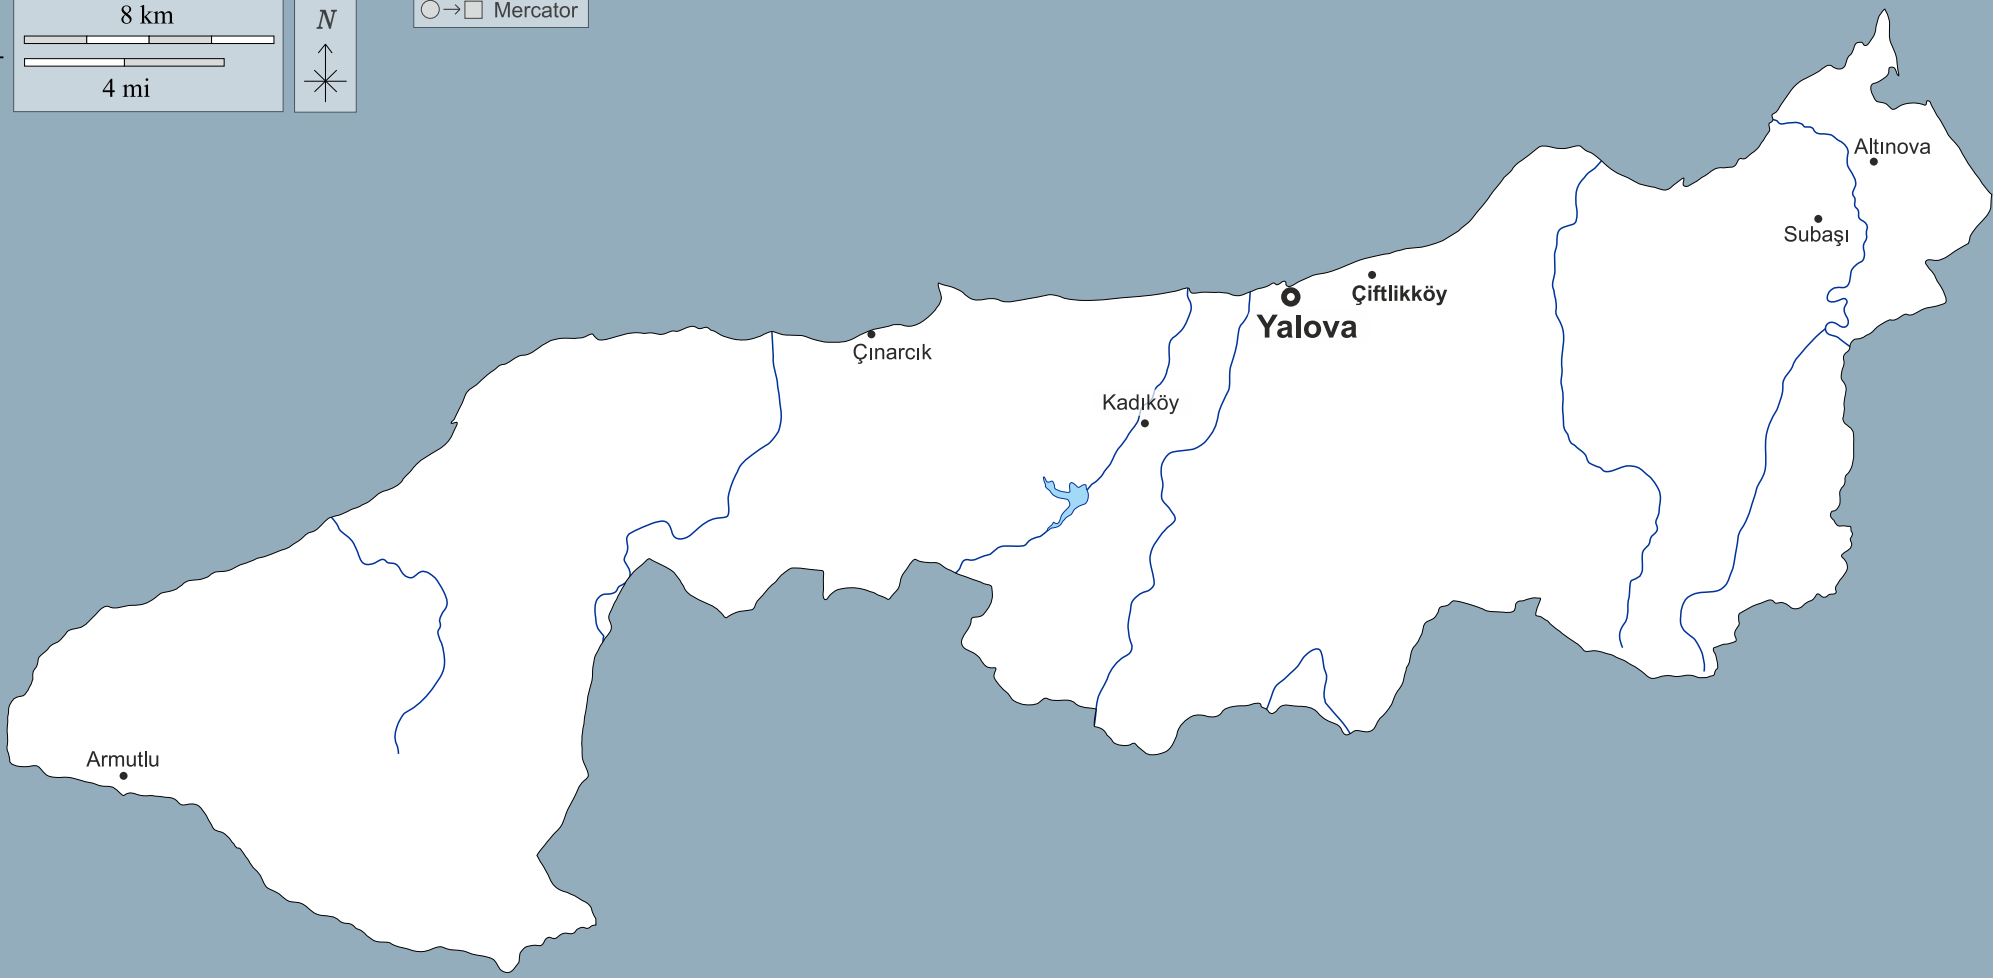 8 km
4 mi
N
Mercator
Altınova
Subaşı
Çiftlikköy
Yalova
Çınarcık
Kadıköy
Armutlu